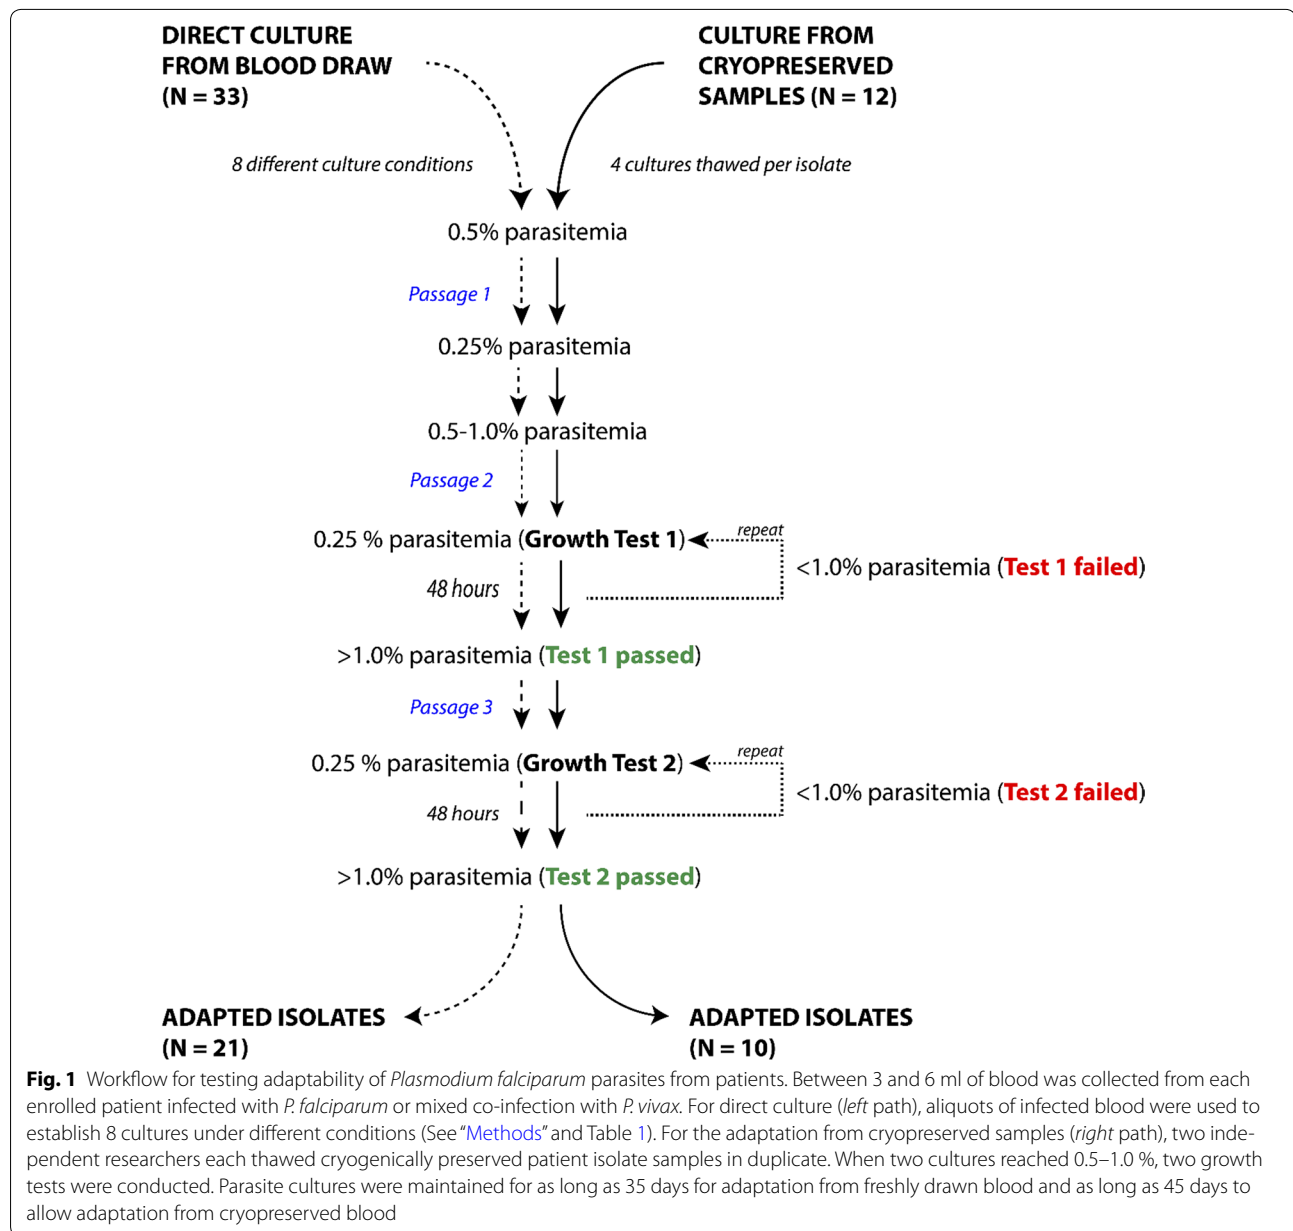 DIRECT CULTURE
FROM BLOOD DRAW
(N = 33)
CULTURE FROM
CRYOPRESERVED
SAMPLES (N = 12)
8 different culture conditions
4 cultures thawed per isolate
0.5% parasitemia
Passage 1
0.25% parasitemia
0.5-1.0% parasitemia
Passage 2
0.25 % parasitemia (Growth Test 1)
repeat
<1.0% parasitemia (Test 1 failed)
48 hours
>1.0% parasitemia (Test 1 passed)
Passage 3
0.25 % parasitemia (Growth Test 2)
repeat
<1.0% parasitemia (Test 2 failed)
48 hours
>1.0% parasitemia (Test 2 passed)
ADAPTED ISOLATES
(N = 21)
ADAPTED ISOLATES
(N = 10)
Fig. 1 Workflow for testing adaptability of Plasmodium falciparum parasites from patients. Between 3 and 6 ml of blood was collected from each
enrolled patient infected with P. falciparum or mixed co-infection with P. vivax. For direct culture (left path), aliquots of infected blood were used to
establish 8 cultures under different conditions (See “Methods” and Table 1). For the adaptation from cryopreserved samples (right path), two inde-
pendent researchers each thawed cryogenically preserved patient isolate samples in duplicate. When two cultures reached 0.5–1.0 %, two growth
tests were conducted. Parasite cultures were maintained for as long as 35 days for adaptation from freshly drawn blood and as long as 45 days to
allow adaptation from cryopreserved blood